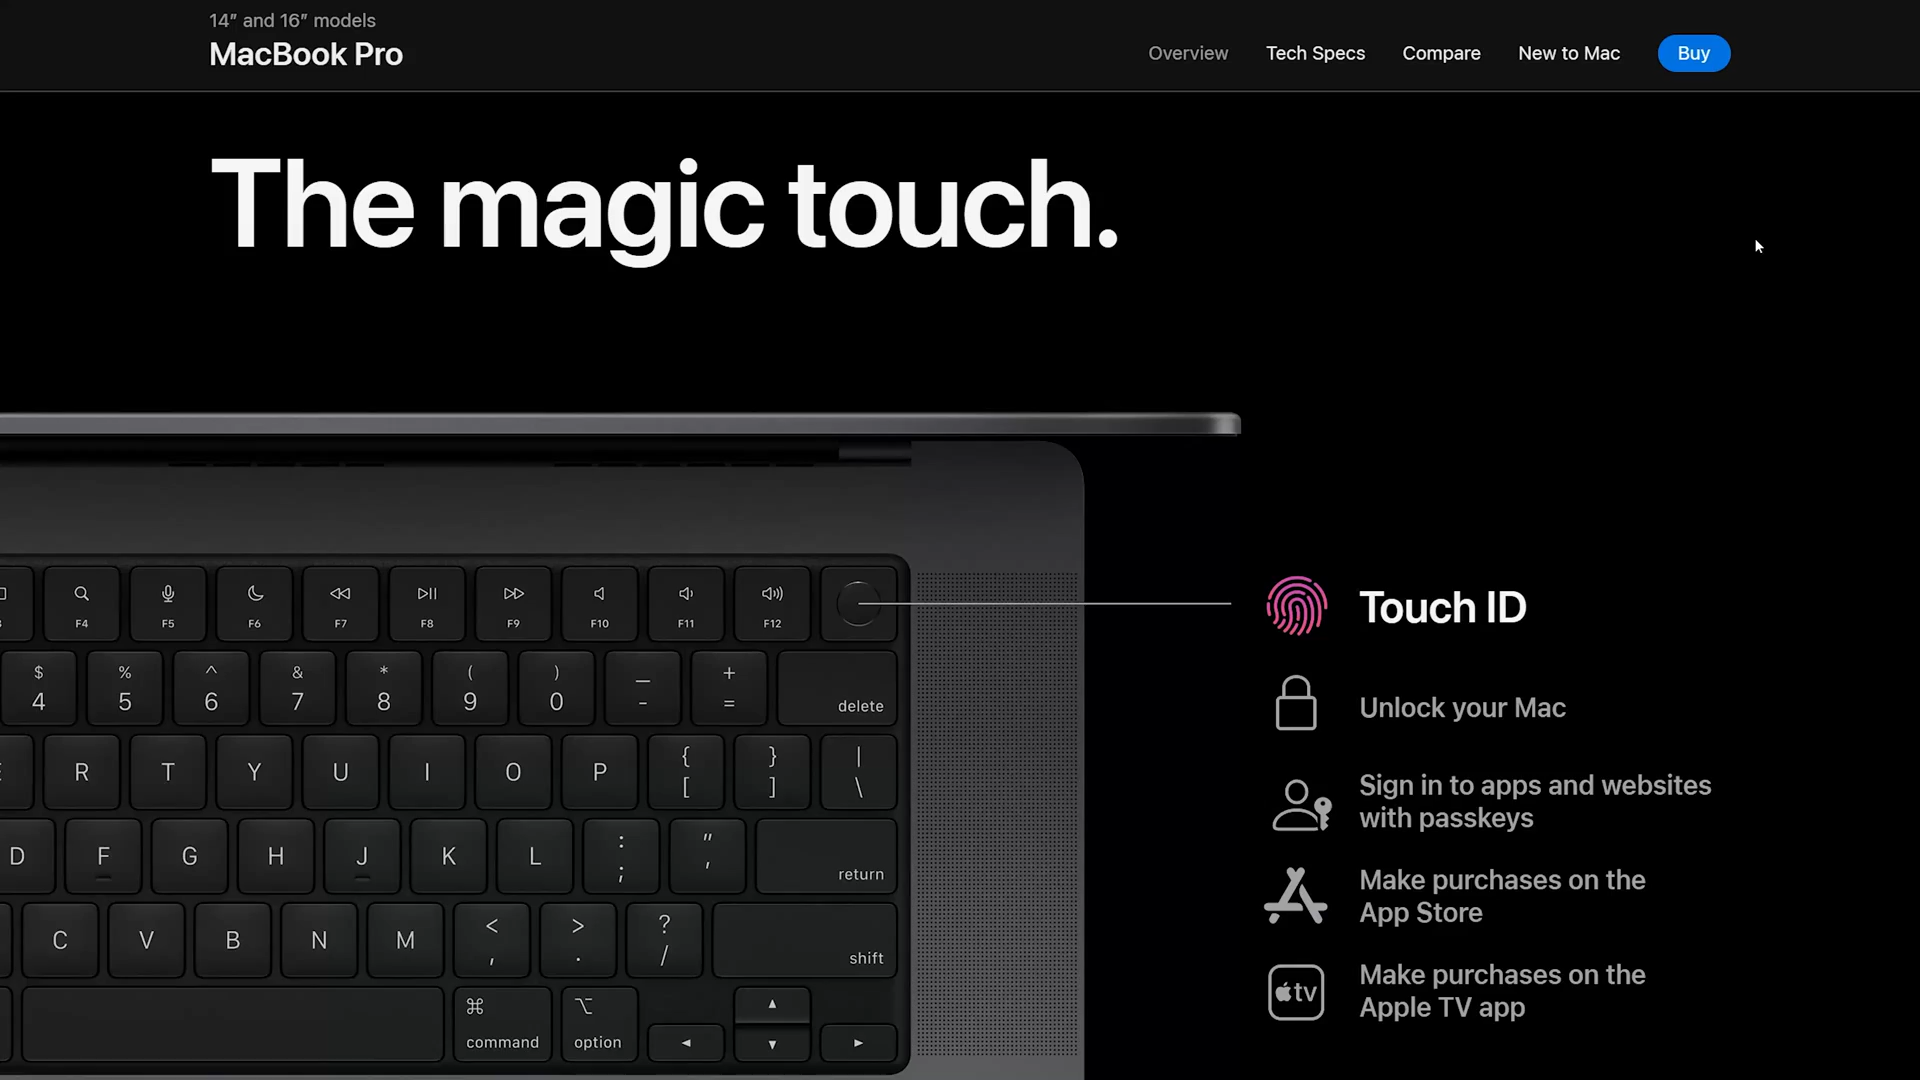 14″ and 16″ models
MacBook Pro
Overview Tech Specs Compare New to Mac Buy
The magic touch.
F4 F5 F6 F7 F8 F9 F10 F11 F12
$ % ^ & * ( ) _ +
4 5 6 7 8 9 0 - = delete
R T Y U I O P { [ } ] | \
D F G H J K L : ; " ' return
C V B N M < , > . ? / shift
⌘ ⌥
command option
Touch ID
Unlock your Mac
Sign in to apps and websites
with passkeys
Make purchases on the
App Store
tv
Make purchases on the
Apple TV app